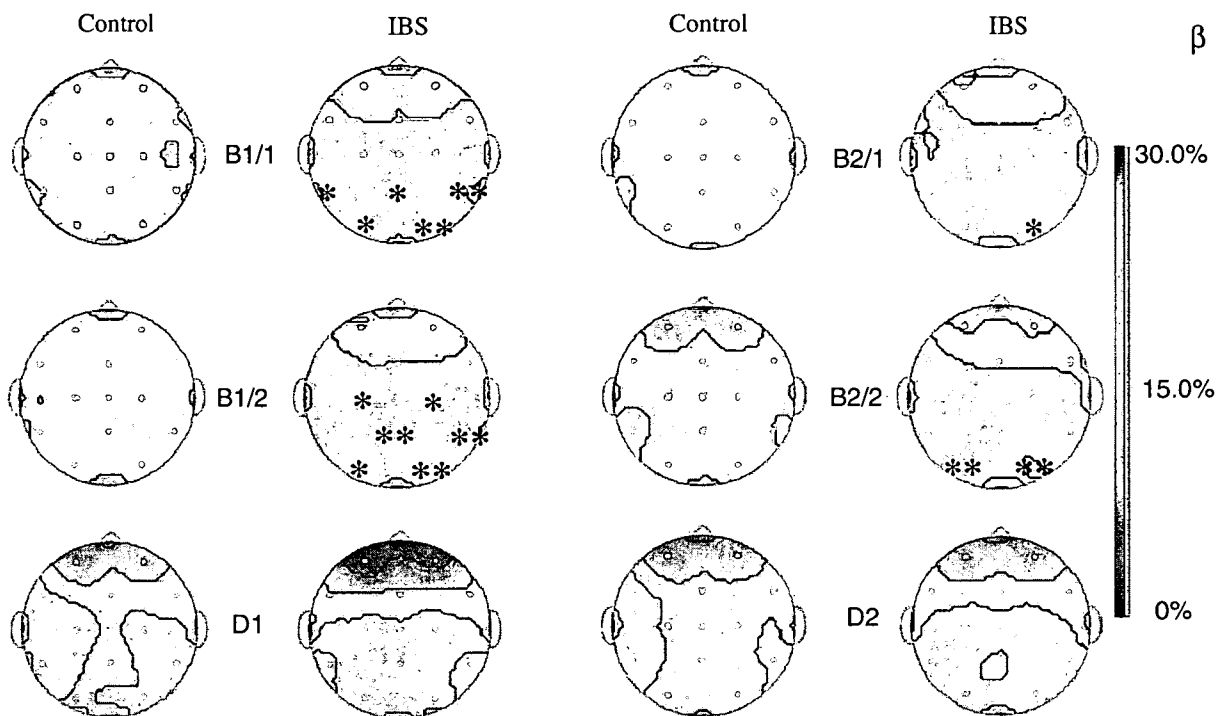 Control IBS Control IBS β
B1/1 B2/1 30.0%
* * ** *
* **
B1/2 B2/2 15.0%
* *
** **
* ** ** **
D1 D2 0%